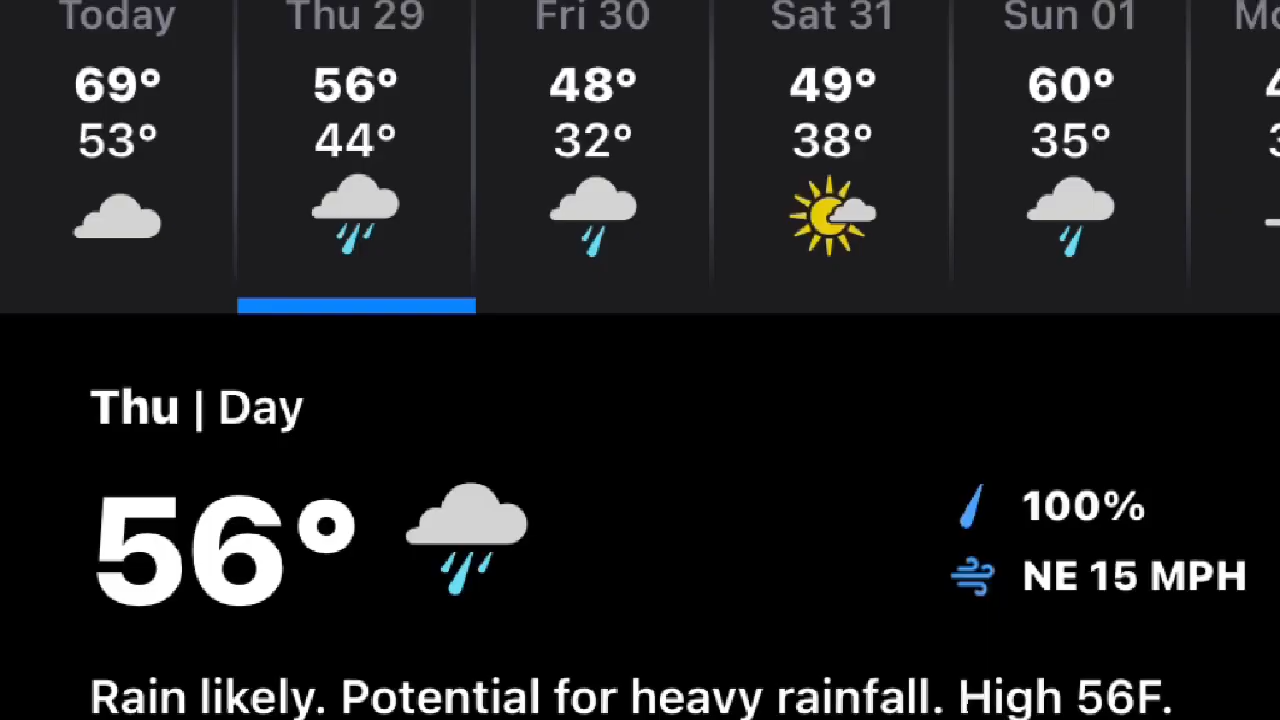 Today Thu 29 Fri 30 Sat 31 Sun 01
69° 56° 48° 49° 60°
53° 44° 32° 38° 35°
Thu | Day
56°
100%
NE 15 MPH
Rain likely. Potential for heavy rainfall. High 56F.